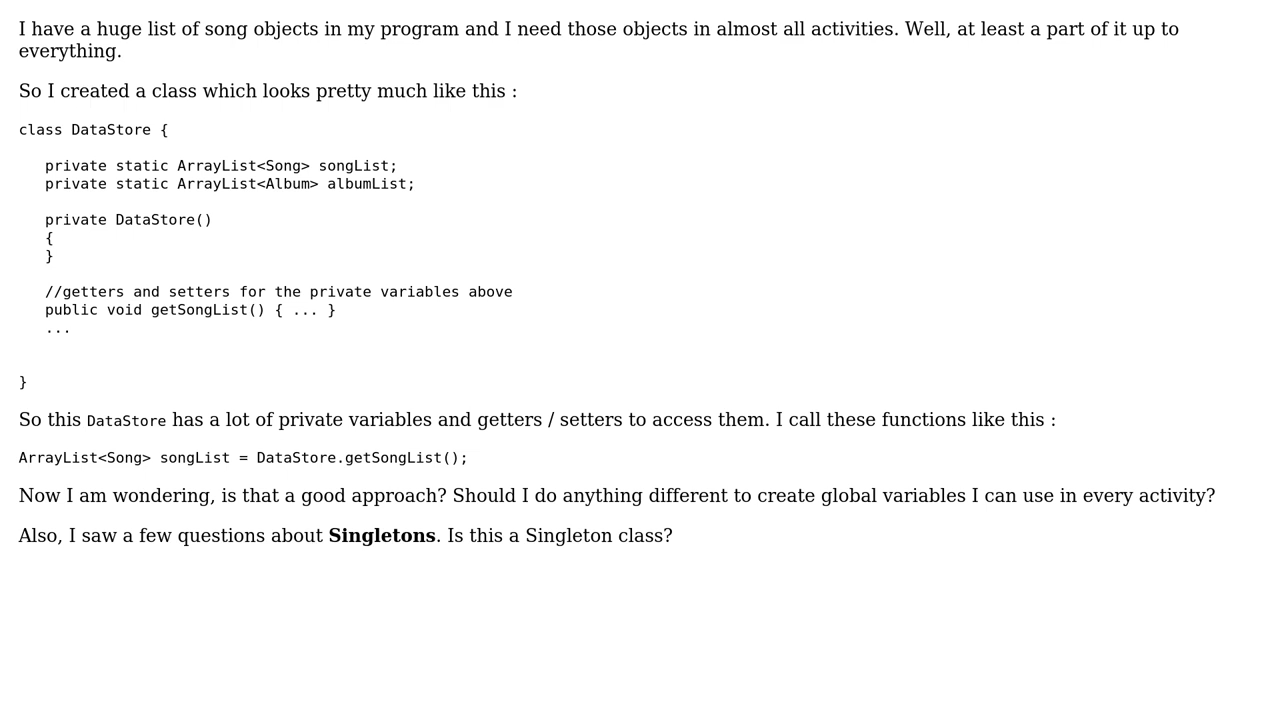 I have a huge list of song objects in my program and I need those objects in almost all activities. Well, at least a part of it up to
everything.
So I created a class which looks pretty much like this :
class DataStore {
   private static ArrayList<Song> songList;
   private static ArrayList<Album> albumList;
   private DataStore()
   {
   }
   //getters and setters for the private variables above
   public void getSongList() { ... }
   ...
}
So this DataStore has a lot of private variables and getters / setters to access them. I call these functions like this :
ArrayList<Song> songList = DataStore.getSongList();
Now I am wondering, is that a good approach? Should I do anything different to create global variables I can use in every activity?
Also, I saw a few questions about Singletons. Is this a Singleton class?